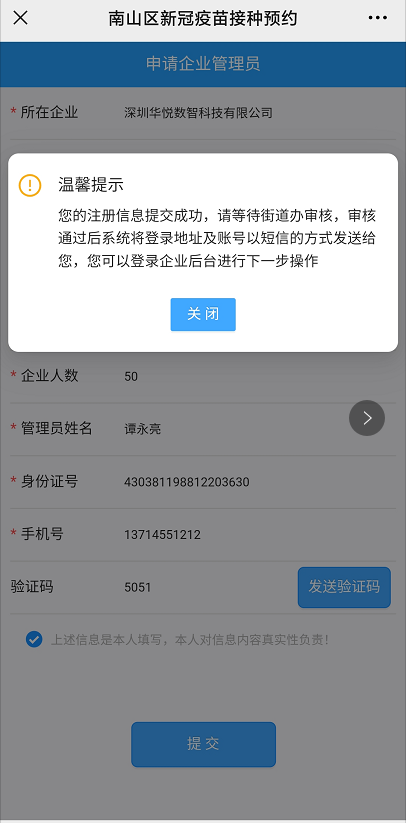 南山区新冠疫苗接种预约
申请企业管理员
* 所在企业 深圳华悦数智科技有限公司
温馨提示
您的注册信息提交成功，请等待街道办审核，审核
通过后系统将登录地址及账号以短信的方式发送给
您，您可以登录企业后台进行下一步操作
关 闭
* 企业人数 50
* 管理员姓名 谭永亮
* 身份证号 430381198812203630
* 手机号 13714551212
验证码 5051 发送验证码
上述信息是本人填写，本人对信息内容真实性负责！
提 交